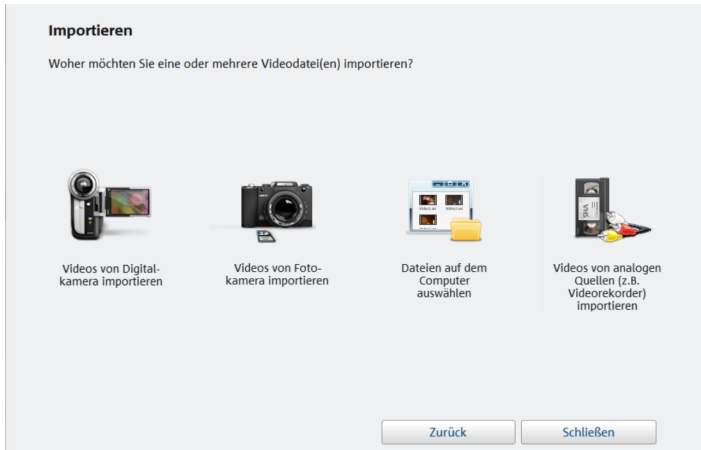 Importieren
Woher möchten Sie eine oder mehrere Videodatei(en) importieren?
VHS
Videos von Digital-
kamera importieren
Videos von Foto-
kamera importieren
Dateien auf dem
Computer
auswählen
Videos von analogen
Quellen (z.B.
Videorekorder)
importieren
Zurück
Schließen